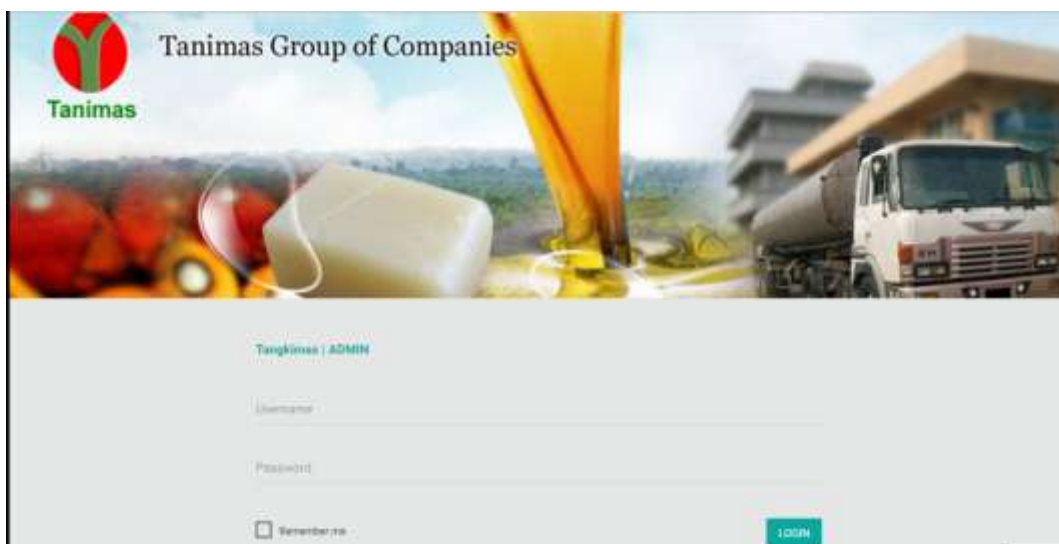 Tanimas Group of Companies
Tanimas
Tangkimas | ADMIN
Username
Password
Remember me
LOGIN